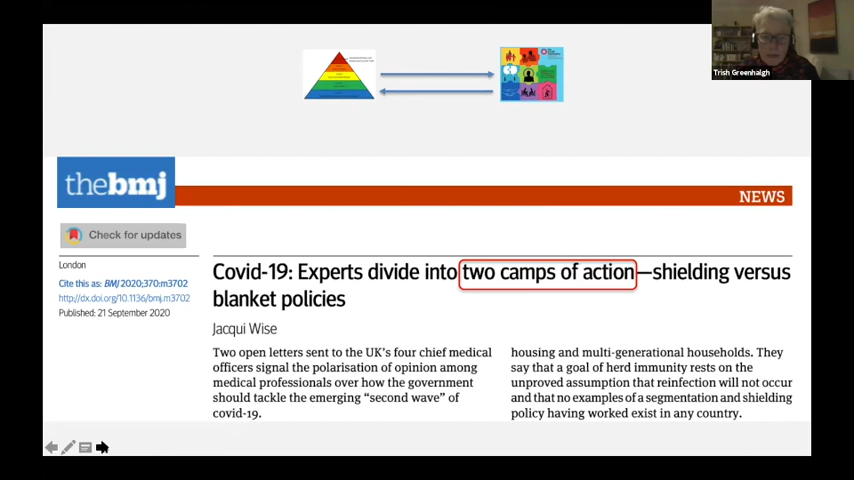 Trish Greenhalgh
thebmj
NEWS
Check for updates
London
Cite this as: BMJ 2020;370:m3702
http://dx.doi.org/10.1136/bmj.m3702
Published: 21 September 2020
Covid-19: Experts divide into two camps of action—shielding versus
blanket policies
Jacqui Wise
Two open letters sent to the UK's four chief medical
officers signal the polarisation of opinion among
medical professionals over how the government
should tackle the emerging “second wave” of
covid-19.
housing and multi-generational households. They
say that a goal of herd immunity rests on the
unproved assumption that reinfection will not occur
and that no examples of a segmentation and shielding
policy having worked exist in any country.